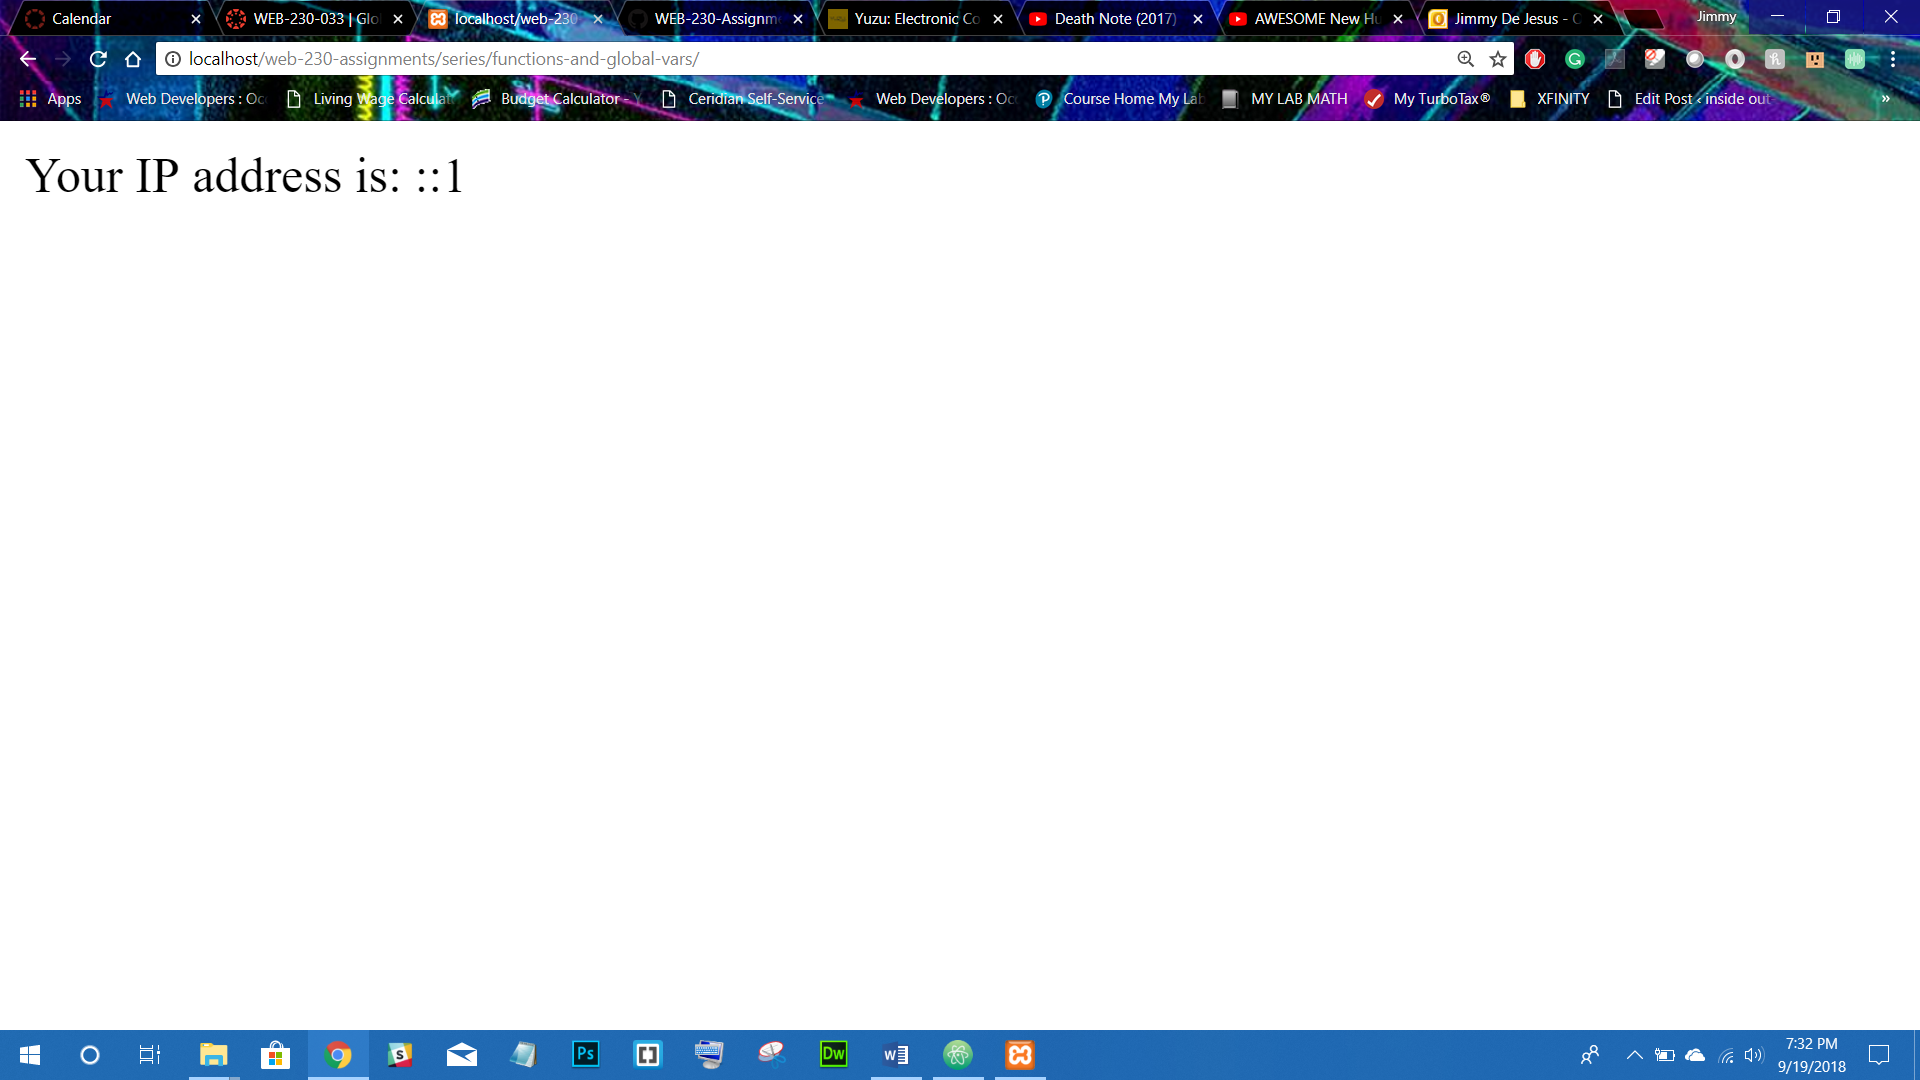 Calendar
WEB-230-033 | Glo
localhost/web-230
WEB-230-Assignm
Yuzu: Electronic Co
Death Note (2017)
AWESOME New Hu
Jimmy De Jesus - C
Jimmy
localhost/web-230-assignments/series/functions-and-global-vars/
Apps
Web Developers : Occ
Living Wage Calculat
Budget Calculator - Y
Ceridian Self-Service
Web Developers : Oc
Course Home My Lab
MY LAB MATH
My TurboTax®
XFINITY
Edit Post ‹ inside out
»
Your IP address is: ::1
Ps
Dw
W
7:32 PM
9/19/2018